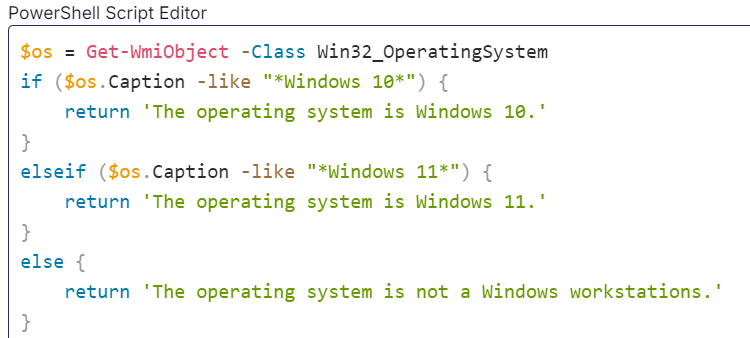 PowerShell Script Editor
$os = Get-WmiObject -Class Win32_OperatingSystem
if ($os.Caption -like "*Windows 10*") {
    return 'The operating system is Windows 10.'
}
elseif ($os.Caption -like "*Windows 11*") {
    return 'The operating system is Windows 11.'
}
else {
    return 'The operating system is not a Windows workstations.'
}